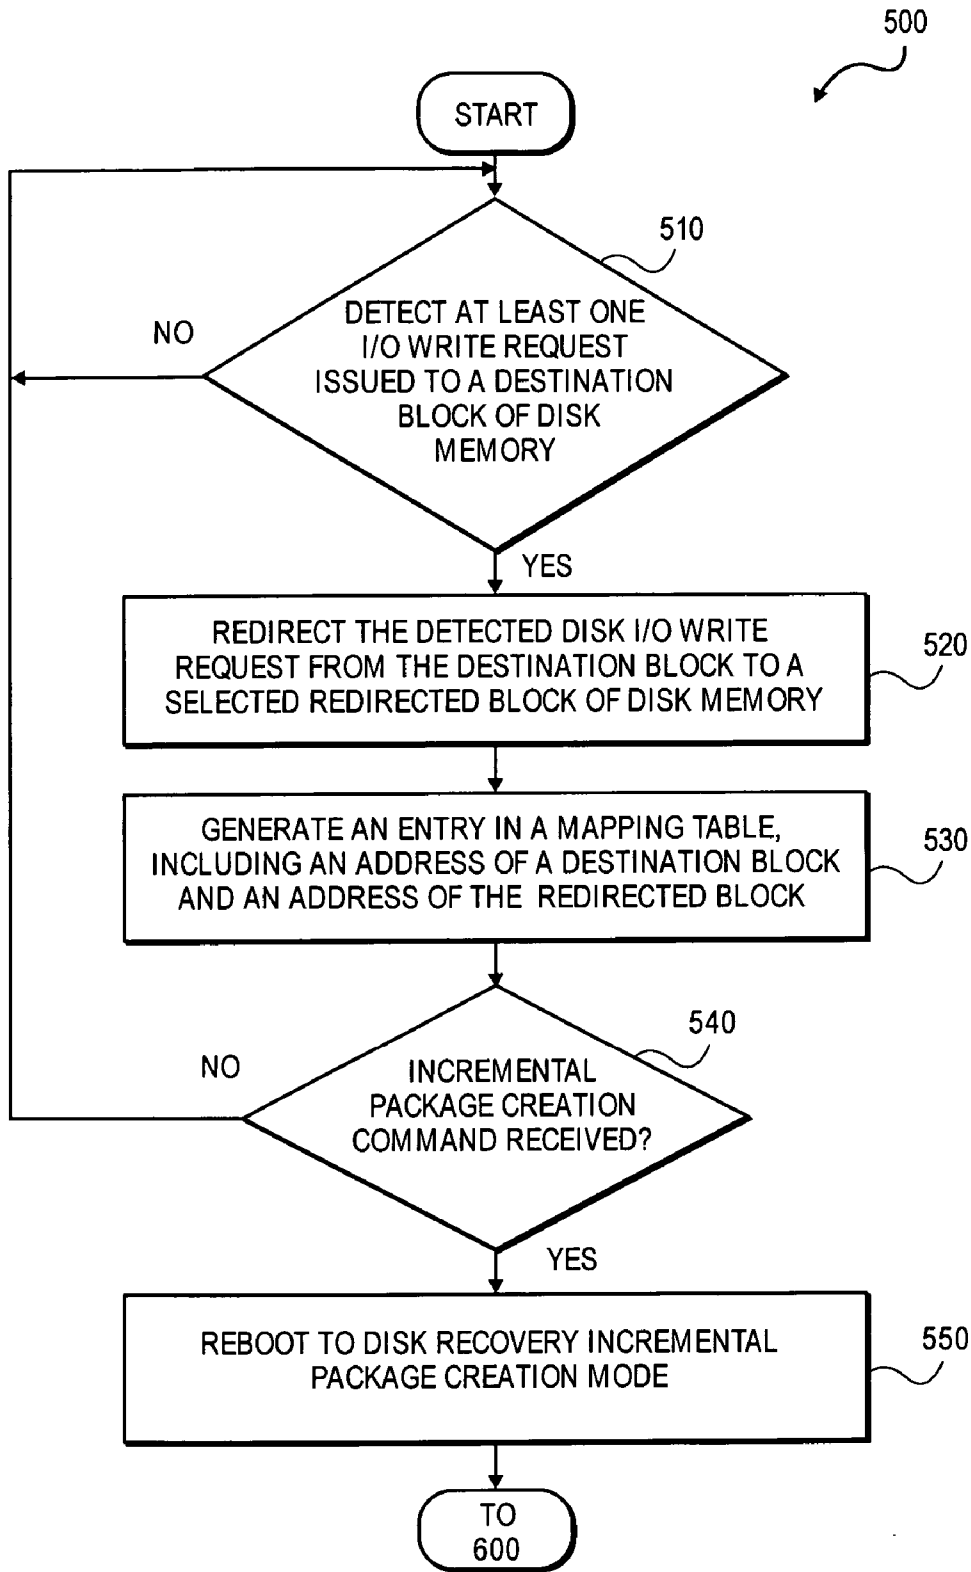 500
START
510
DETECT AT LEAST ONE
I/O WRITE REQUEST
ISSUED TO A DESTINATION
BLOCK OF DISK
MEMORY
NO
YES
REDIRECT THE DETECTED DISK I/O WRITE
REQUEST FROM THE DESTINATION BLOCK TO A
SELECTED REDIRECTED BLOCK OF DISK MEMORY
520
GENERATE AN ENTRY IN A MAPPING TABLE,
INCLUDING AN ADDRESS OF A DESTINATION BLOCK
AND AN ADDRESS OF THE REDIRECTED BLOCK
530
540
NO
INCREMENTAL
PACKAGE CREATION
COMMAND RECEIVED?
YES
REBOOT TO DISK RECOVERY INCREMENTAL
PACKAGE CREATION MODE
550
TO
600